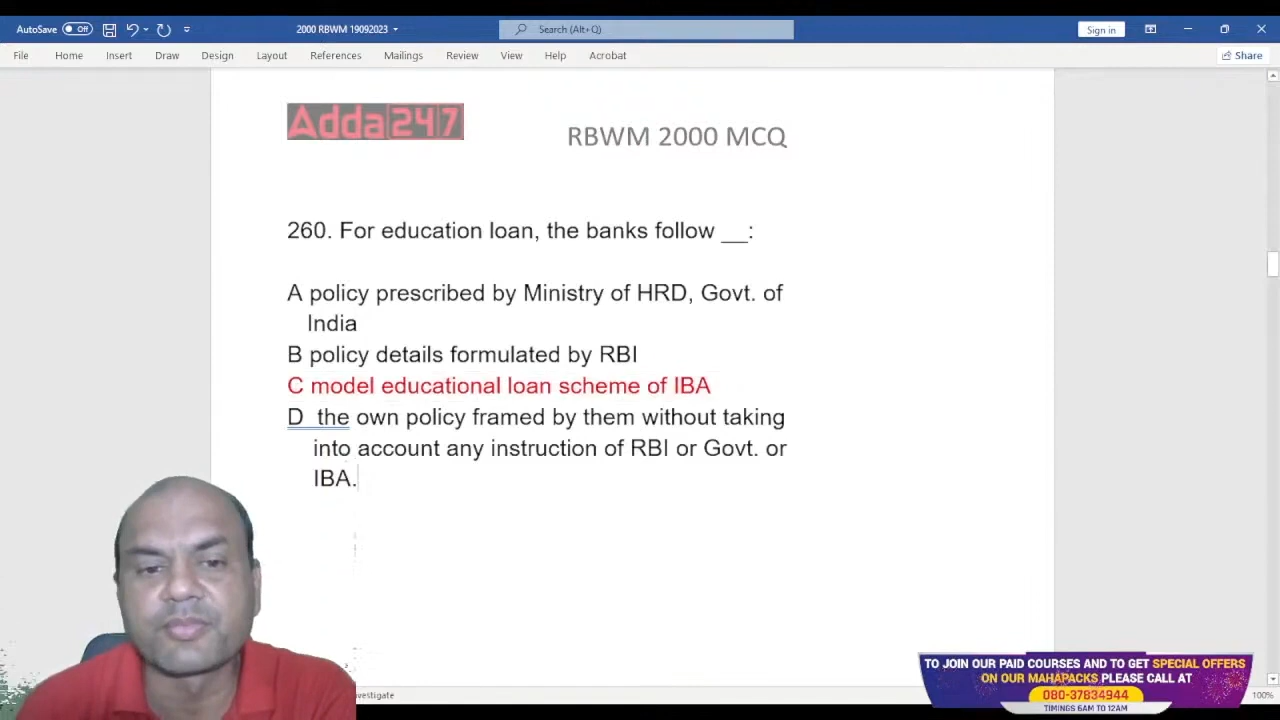 AutoSave Off 2000 RBWM 19092023 Search (Alt+Q) Sign in
File Home Insert Draw Design Layout References Mailings Review View Help Acrobat Share
Adda247
RBWM 2000 MCQ
260. For education loan, the banks follow __:
A policy prescribed by Ministry of HRD, Govt. of
India
B policy details formulated by RBI
C model educational loan scheme of IBA
D the own policy framed by them without taking
into account any instruction of RBI or Govt. or
IBA.
TO JOIN OUR PAID COURSES AND TO GET SPECIAL OFFERS
ON OUR MAHAPACKS PLEASE CALL AT
080-37834944
TIMINGS 6AM TO 12AM
vestigate 100%